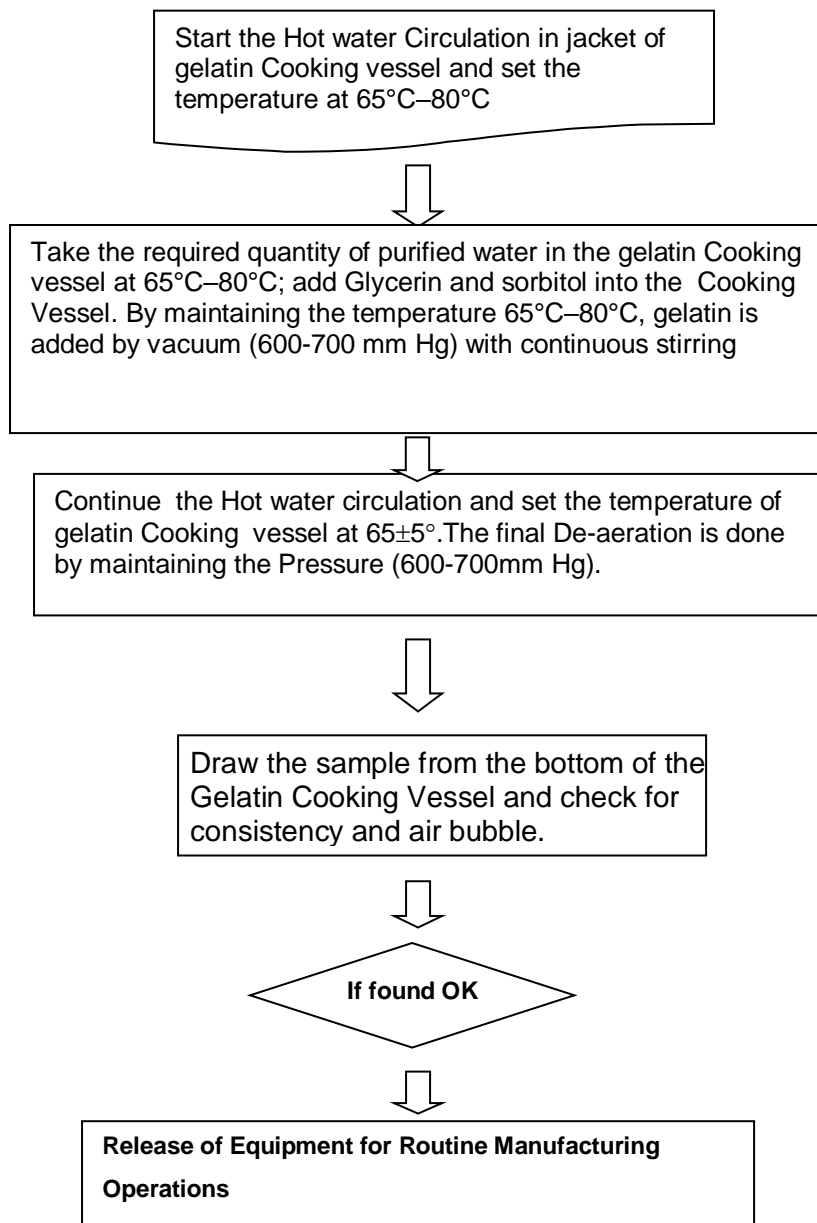 Start the Hot water Circulation in jacket of
gelatin Cooking vessel and set the
temperature at 65°C–80°C
Take the required quantity of purified water in the gelatin Cooking
vessel at 65°C–80°C; add Glycerin and sorbitol into the  Cooking
Vessel. By maintaining the temperature 65°C–80°C, gelatin is
added by vacuum (600-700 mm Hg) with continuous stirring
Continue  the Hot water circulation and set the temperature of
gelatin Cooking  vessel at 65±5°.The final De-aeration is done
by maintaining the Pressure (600-700mm Hg).
Draw the sample from the bottom of the
Gelatin Cooking Vessel and check for
consistency and air bubble.
If found OK
Release of Equipment for Routine Manufacturing
Operations